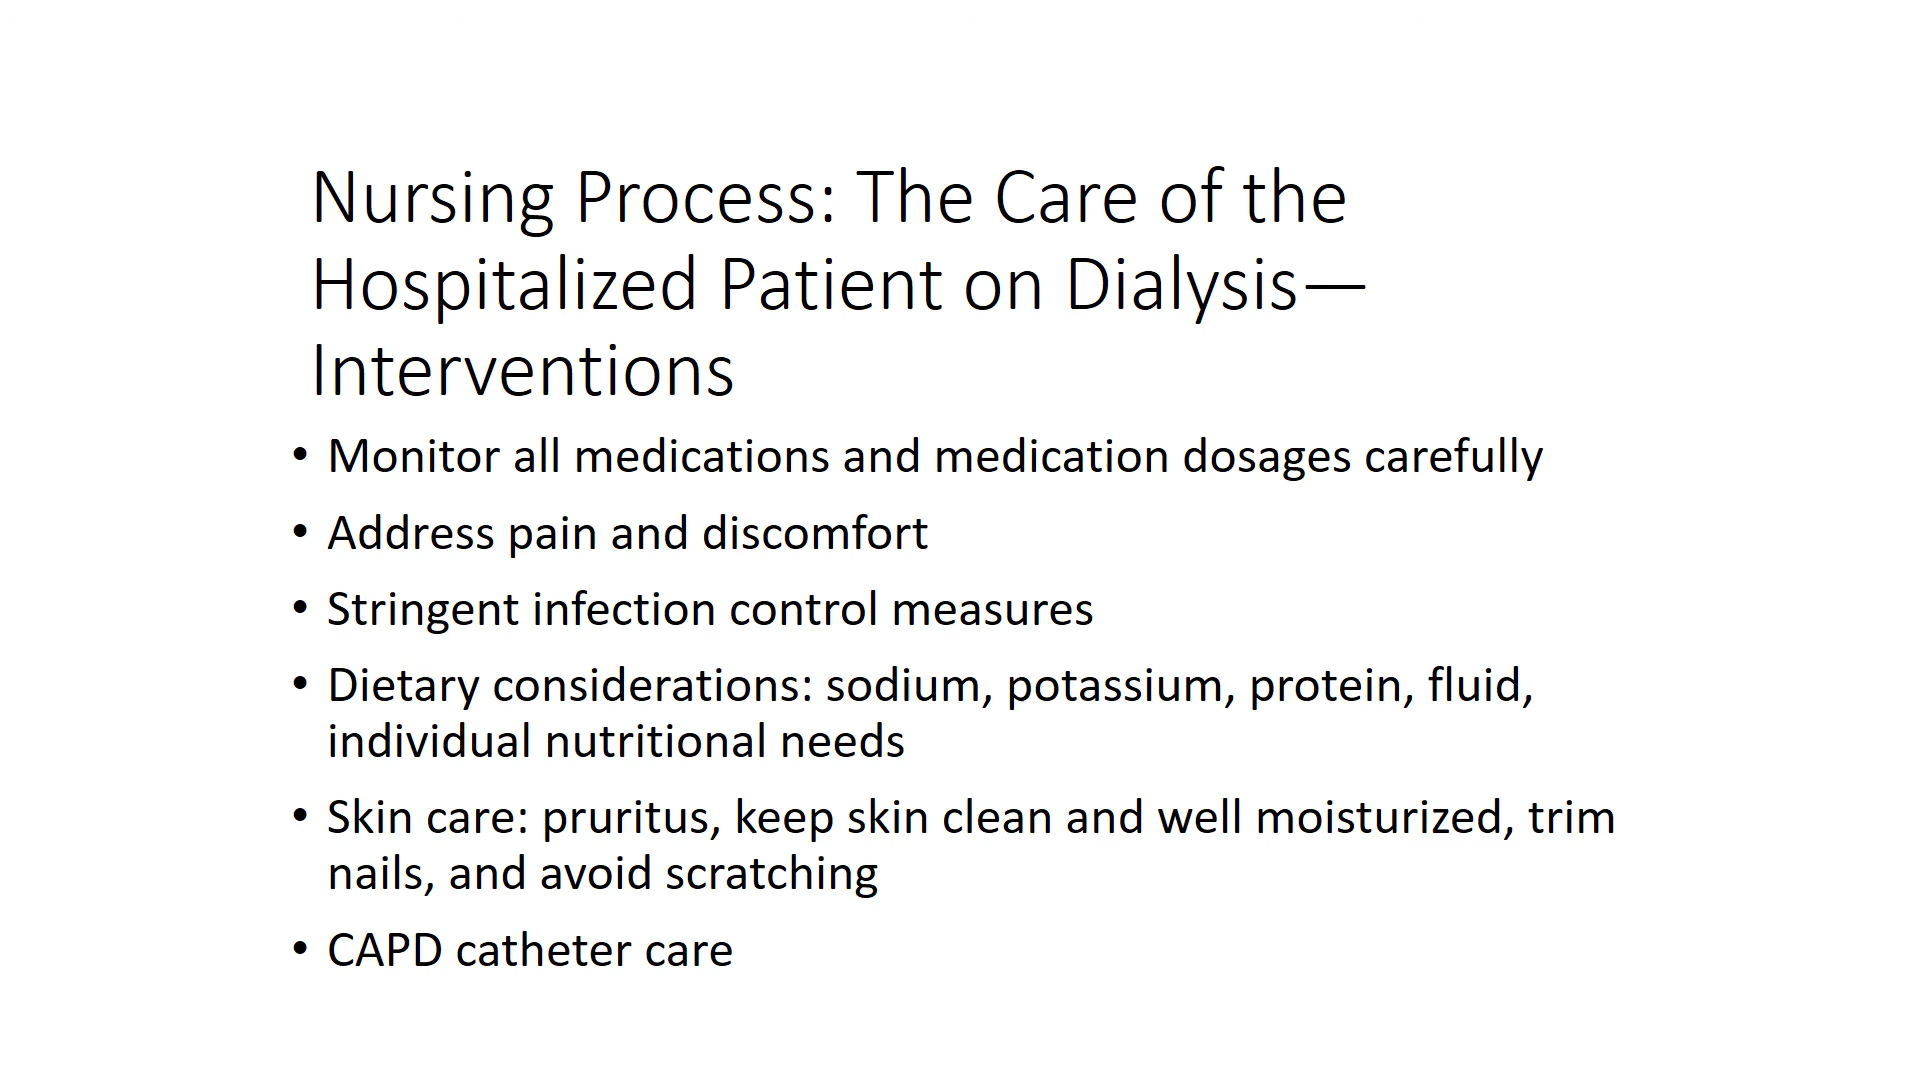 Nursing Process: The Care of the
Hospitalized Patient on Dialysis—
Interventions
• Monitor all medications and medication dosages carefully
• Address pain and discomfort
• Stringent infection control measures
• Dietary considerations: sodium, potassium, protein, fluid,
individual nutritional needs
• Skin care: pruritus, keep skin clean and well moisturized, trim
nails, and avoid scratching
• CAPD catheter care